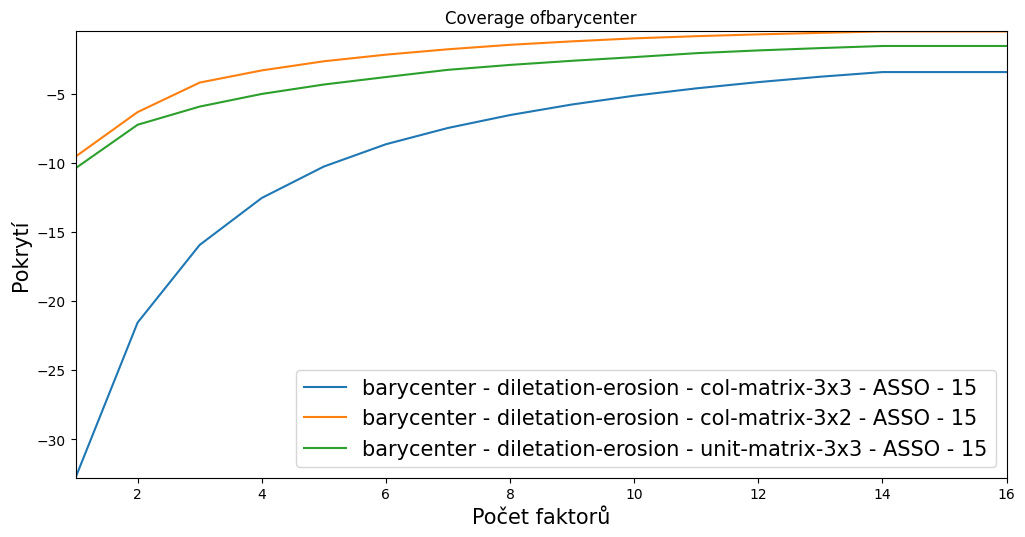 Coverage ofbarycenter
Pokrytí
−5
−10
−15
−20
−25
−30
barycenter - diletation-erosion - col-matrix-3x3 - ASSO - 15
barycenter - diletation-erosion - col-matrix-3x2 - ASSO - 15
barycenter - diletation-erosion - unit-matrix-3x3 - ASSO - 15
2 4 6 8 10 12 14 16
Počet faktorů